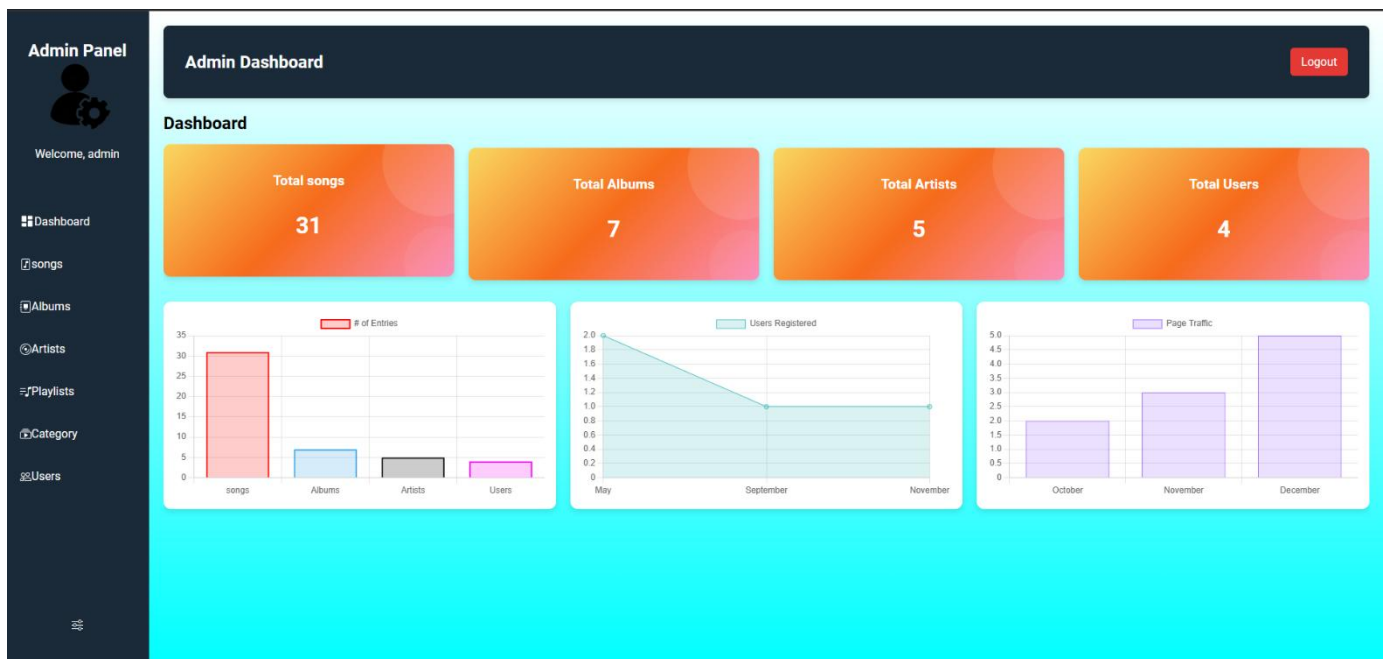 Admin Panel
Welcome, admin
Dashboard
songs
Albums
Artists
Playlists
Category
Users
Admin Dashboard
Logout
Dashboard
Total songs
31
Total Albums
7
Total Artists
5
Total Users
4
# of Entries
35
30
25
20
15
10
5
0
songs Albums Artists Users
Users Registered
2.0
1.8
1.6
1.4
1.2
1.0
0.8
0.6
0.4
0.2
0
May September November
Page Traffic
5.0
4.5
4.0
3.5
3.0
2.5
2.0
1.5
1.0
0.5
0
October November December